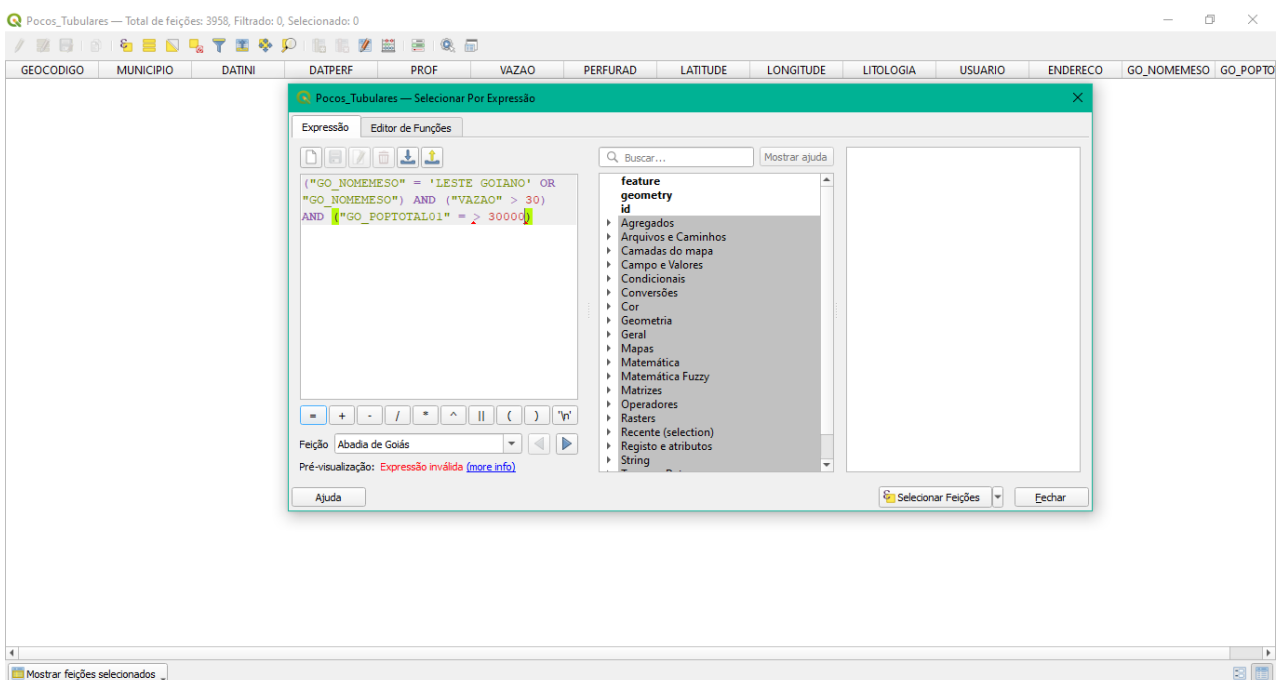 Pocos_Tubulares — Total de feições: 3958, Filtrado: 0, Selecionado: 0
GEOCODIGO MUNICIPIO DATINI DATPERF PROF VAZAO PERFURAD LATITUDE LONGITUDE LITOLOGIA USUARIO ENDERECO GO_NOMEMESO GO_POPTO
Pocos_Tubulares — Selecionar Por Expressão
Expressão Editor de Funções
Buscar... Mostrar ajuda
("GO_NOMEMESO" = 'LESTE GOIANO' OR
"GO_NOMEMESO") AND ("VAZAO" > 30)
AND ("GO_POPTOTAL01" = > 30000)
feature
geometry
id
Agregados
Arquivos e Caminhos
Camadas do mapa
Campo e Valores
Condicionais
Conversões
Cor
Geometria
Geral
Mapas
Matemática
Matemática Fuzzy
Matrizes
Operadores
Rasters
Recente (selection)
Registo e atributos
String
= + - / * ^ || ( ) '\n'
Feição Abadia de Goiás
Pré-visualização: Expressão inválida (more info)
Ajuda Selecionar Feições Fechar
Mostrar feições selecionados